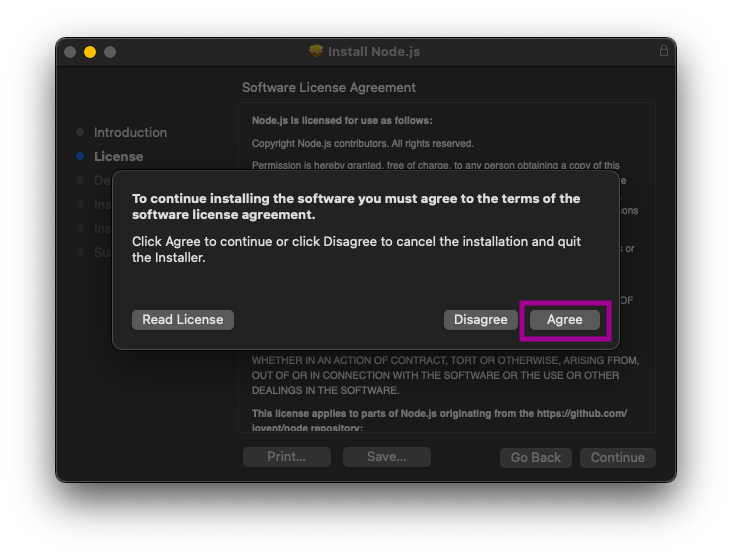 Install Node.js
Software License Agreement
Introduction
License
De
Ins
Ins
Su
Node.js is licensed for use as follows:
Copyright Node.js contributors. All rights reserved.
Permission is hereby granted, free of charge, to any person obtaining a copy of this
To continue installing the software you must agree to the terms of the
software license agreement.
Click Agree to continue or click Disagree to cancel the installation and quit
the Installer.
Read License
Disagree
Agree
OF
WHETHER IN AN ACTION OF CONTRACT, TORT OR OTHERWISE, ARISING FROM,
OUT OF OR IN CONNECTION WITH THE SOFTWARE OR THE USE OR OTHER
DEALINGS IN THE SOFTWARE.
This license applies to parts of Node.js originating from the https://github.com/
joyent/node repository:
Print...
Save...
Go Back
Continue